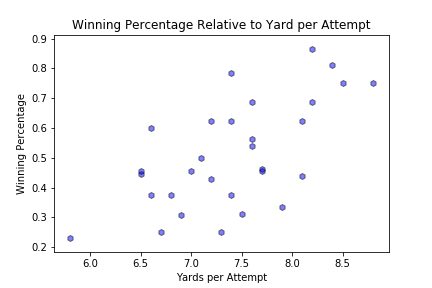 Winning Percentage Relative to Yard per Attempt
0.9
0.8
0.7
0.6
0.5
0.4
0.3
0.2
Winning Percentage
6.0 6.5 7.0 7.5 8.0 8.5
Yards per Attempt